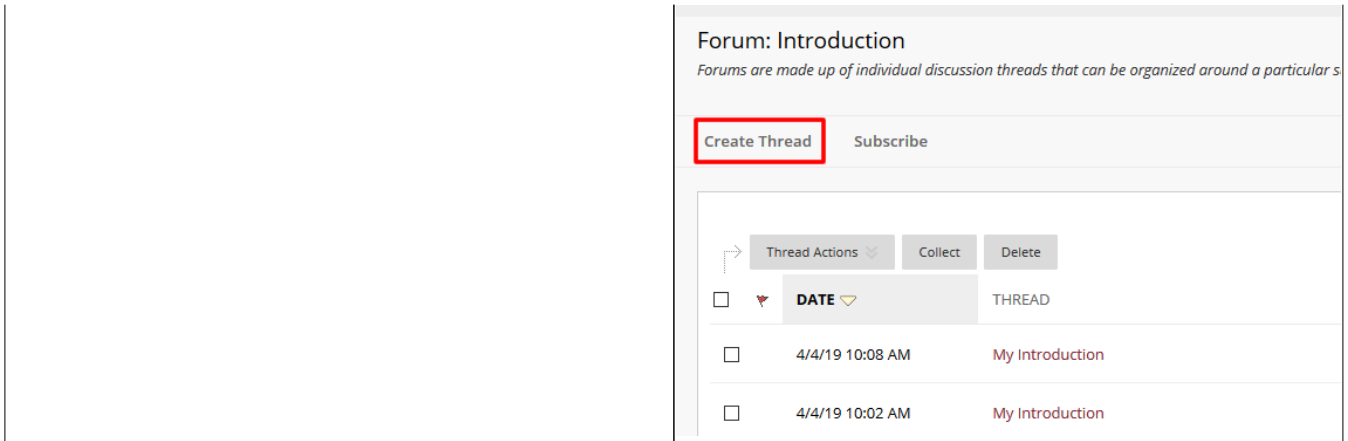 Forum: Introduction
Forums are made up of individual discussion threads that can be organized around a particular
Create Thread Subscribe
Thread Actions Collect Delete
DATE THREAD
4/4/19 10:08 AM My Introduction
4/4/19 10:02 AM My Introduction